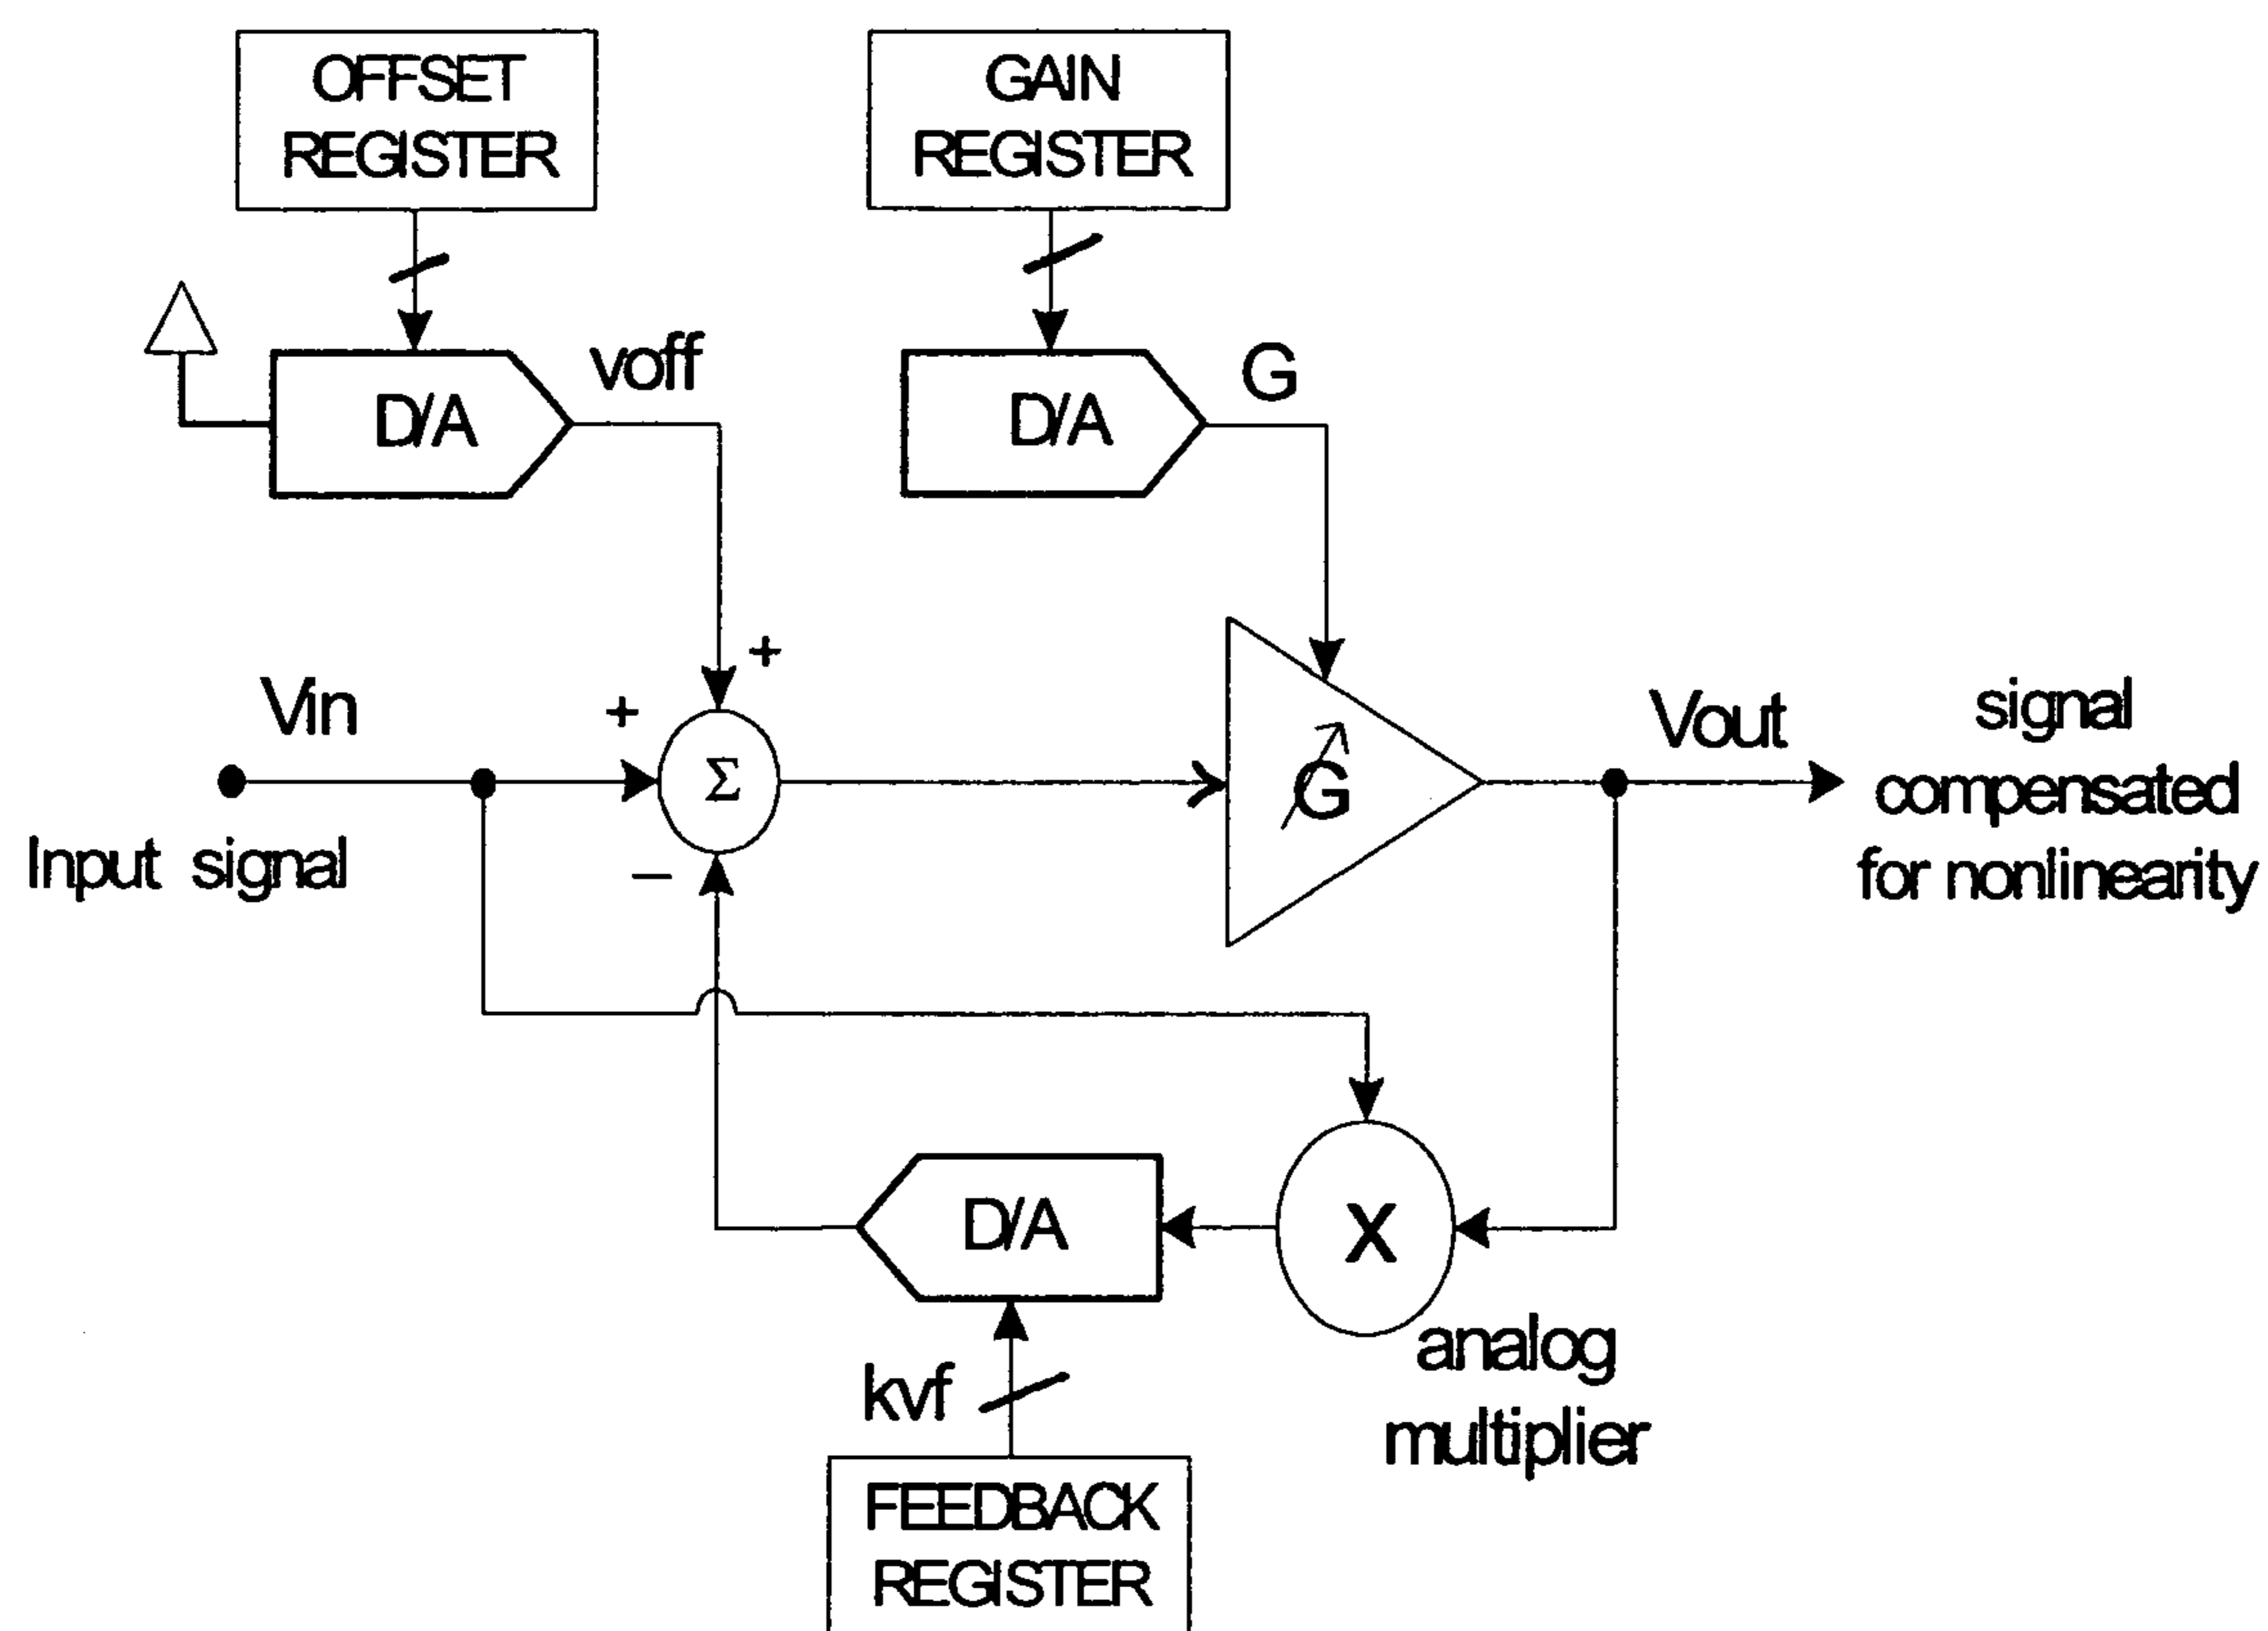 OFFSET
REGISTER
GAIN
REGISTER
D/A
voff
D/A
G
+
Vin
+
Σ
G
Vout
signal
compensated
for nonlinearity
Input signal
−
D/A
X
analog
multiplier
kvf
FEEDBACK
REGISTER